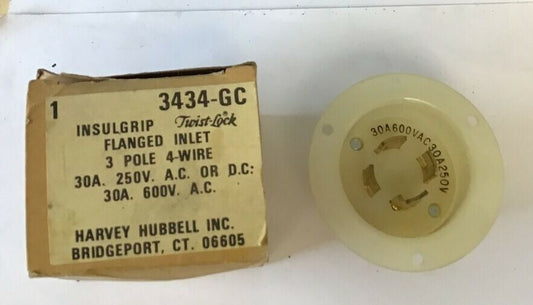 1 3434-GC
INSULGRIP Twist-Lock
FLANGED INLET
3 POLE 4-WIRE
30A. 250V. A.C. OR D.C:
30A. 600V. A.C.
HARVEY HUBBELL INC.
BRIDGEPORT, CT. 06605
30A600VAC30A250V